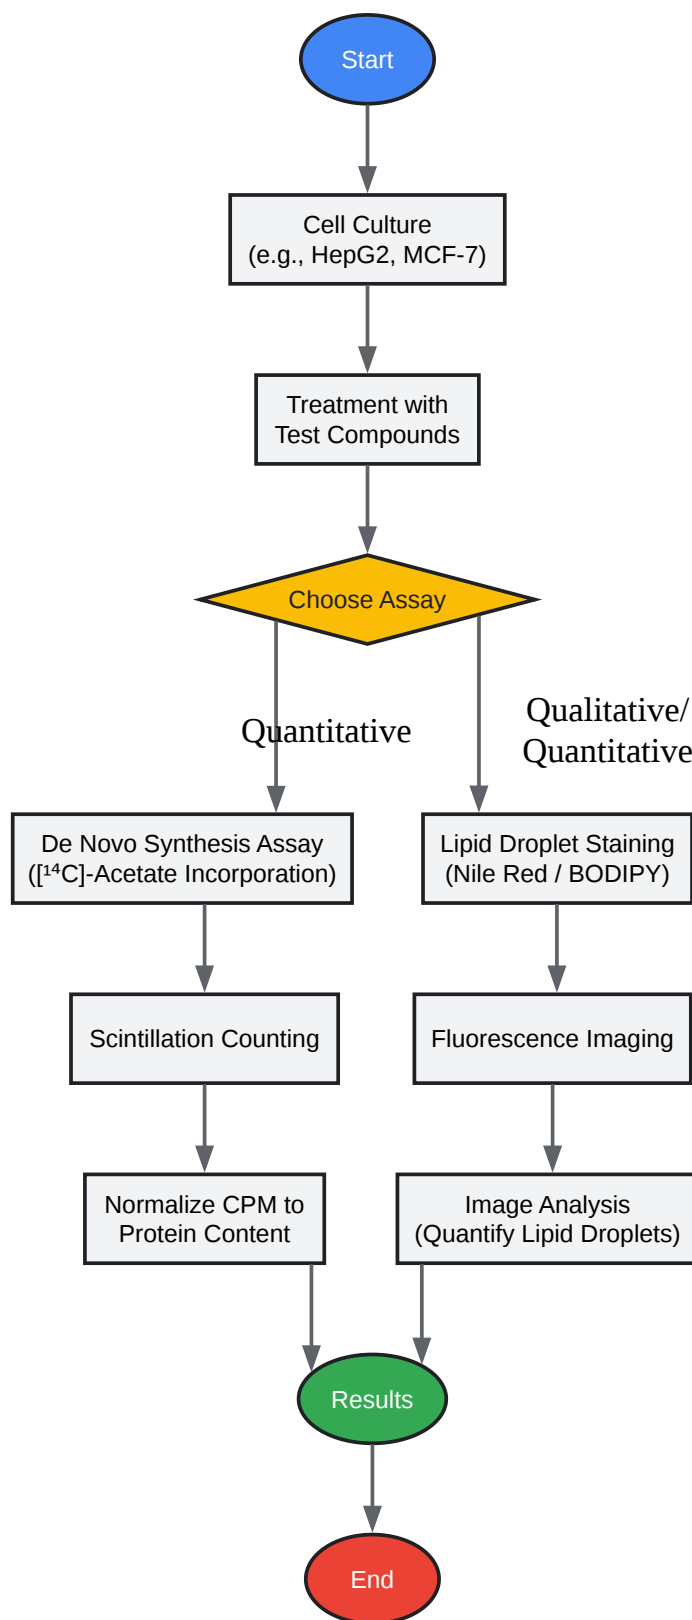 Start
Cell Culture
(e.g., HepG2, MCF-7)
Treatment with
Test Compounds
Choose Assay
Quantitative
Qualitative/
Quantitative
De Novo Synthesis Assay
([¹⁴C]-Acetate Incorporation)
Lipid Droplet Staining
(Nile Red / BODIPY)
Scintillation Counting
Fluorescence Imaging
Normalize CPM to
Protein Content
Image Analysis
(Quantify Lipid Droplets)
Results
End